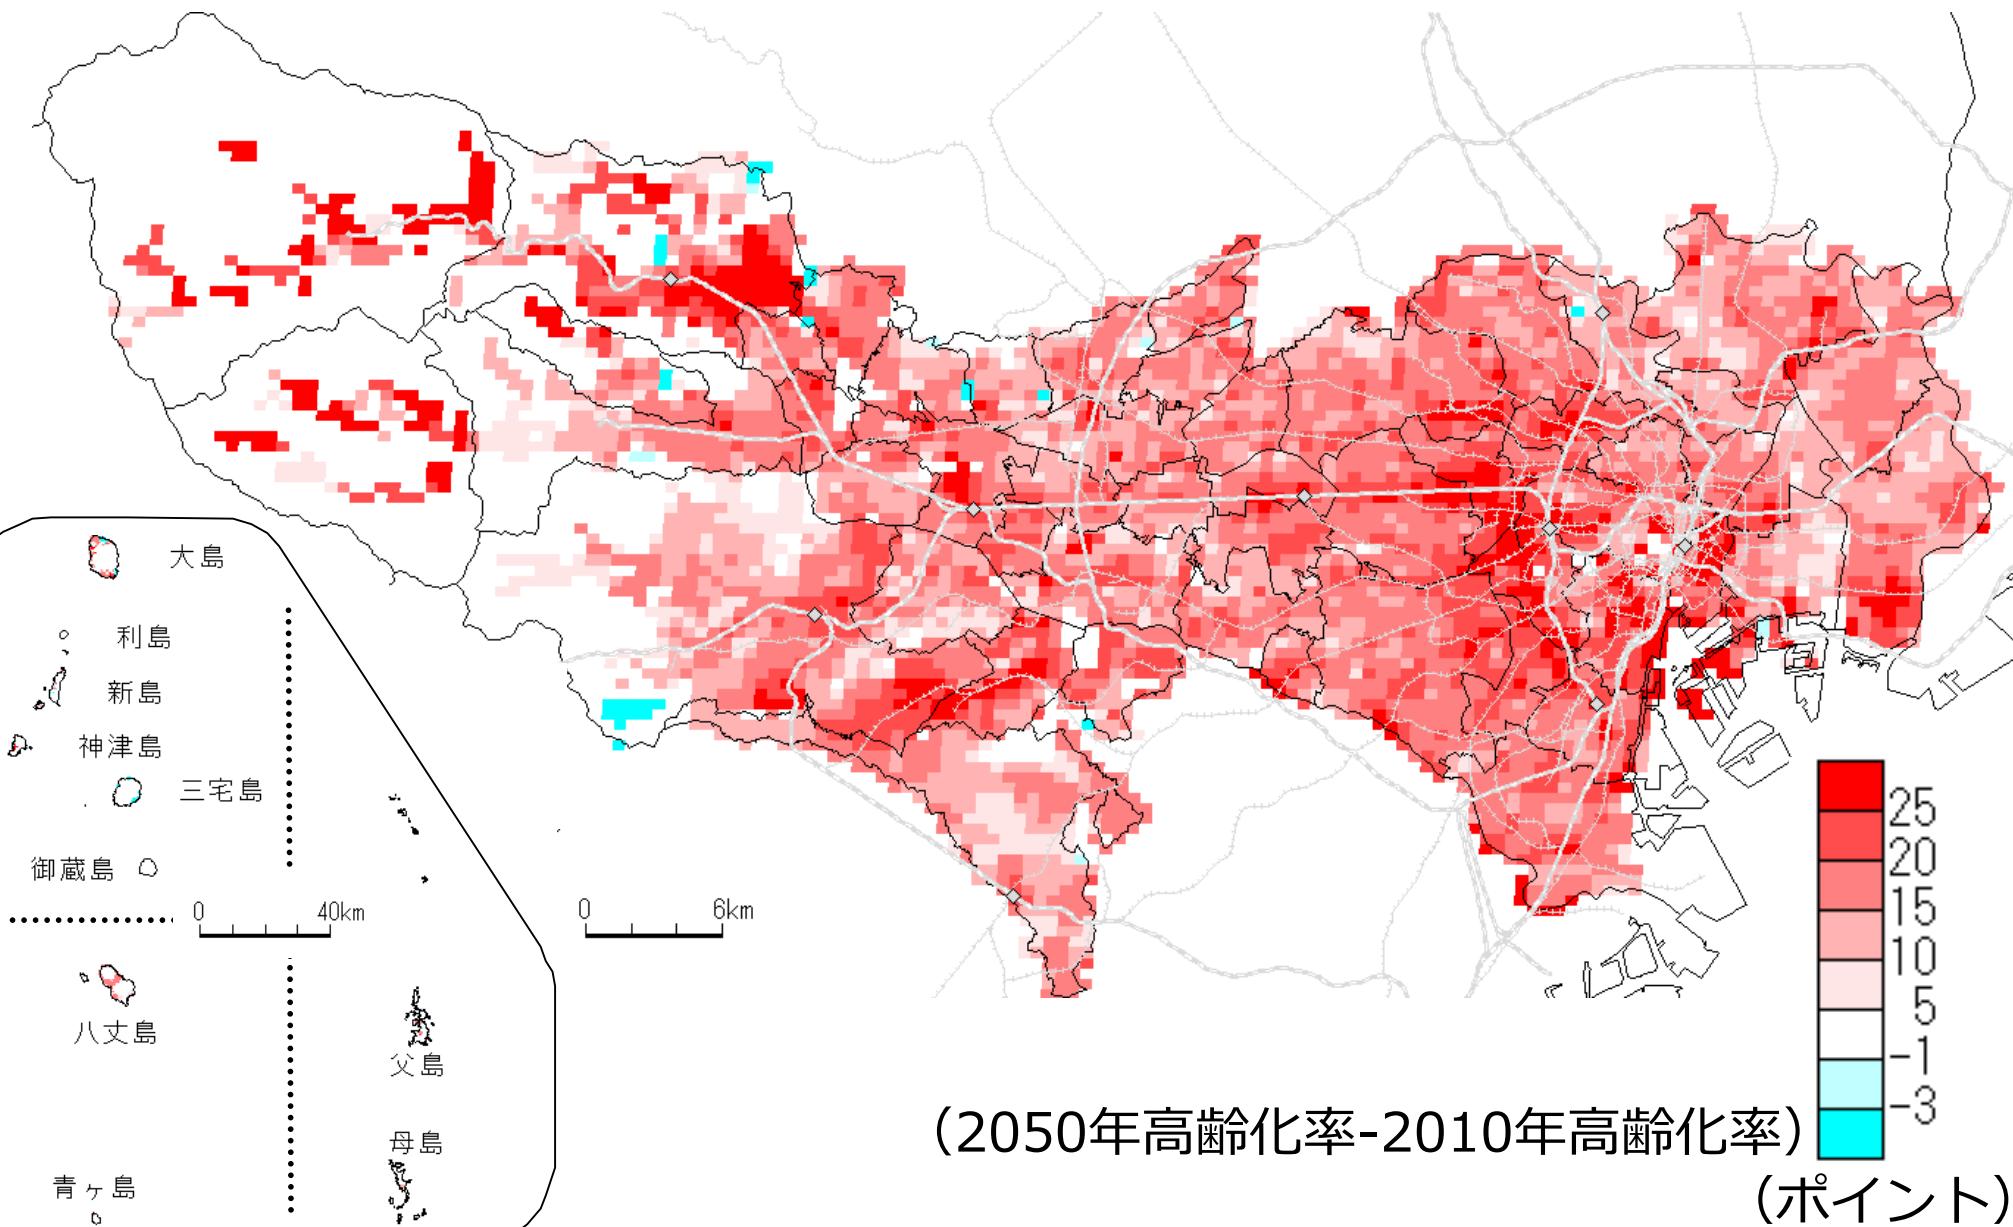 大島
利島
新島
神津島
三宅島
御蔵島
0 40km
0 6km
八丈島
父島
母島
青ヶ島
25
20
15
10
5
-1
-3
(2050年高齢化率-2010年高齢化率)
(ポイント)